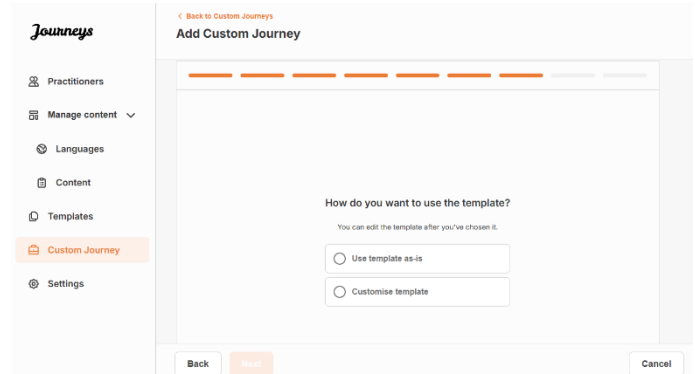 Journeys
Practitioners
Manage content
Languages
Content
Templates
Custom Journey
Settings
Back to Custom Journeys
Add Custom Journey
How do you want to use the template?
You can edit the template after you've chosen it.
Use template as-is
Customise template
Back
Next
Cancel